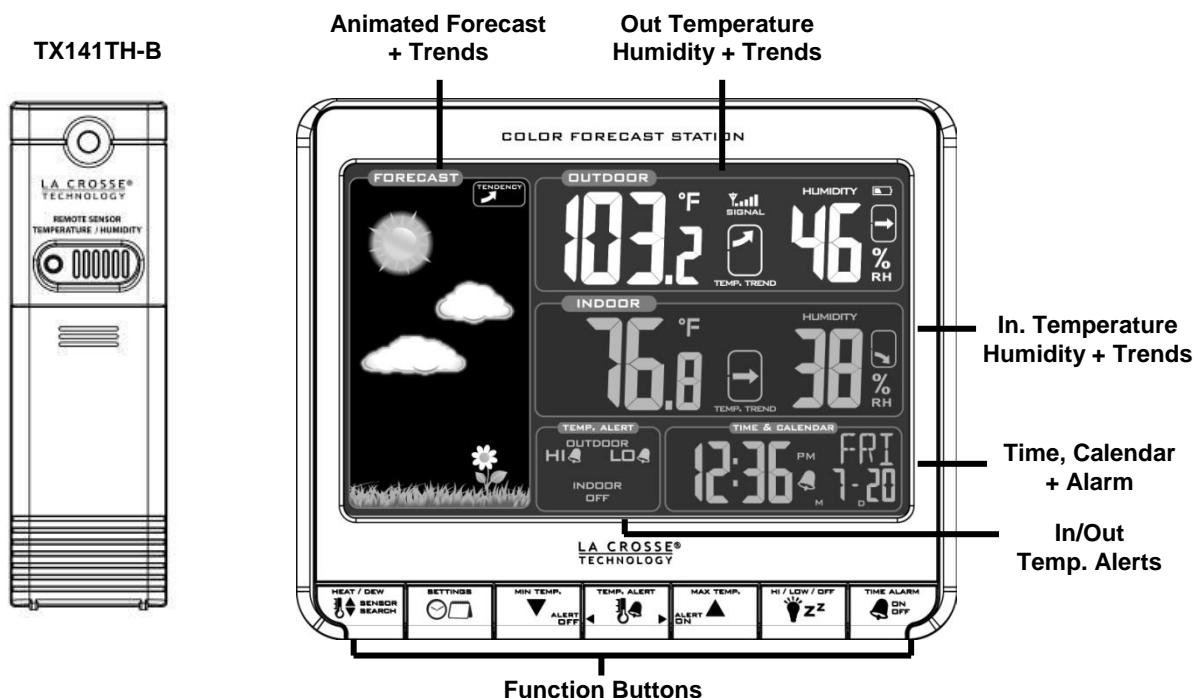 TX141TH-B
Animated Forecast
+ Trends
Out Temperature
Humidity + Trends
LA CROSSE®
TECHNOLOGY
REMOTE SENSOR
TEMPERATURE / HUMIDITY
COLOR FORECAST STATION
FORECAST
TENDENCY
OUTDOOR
103.2 °F
SIGNAL
TEMP. TREND
HUMIDITY
46 % RH
INDOOR
76.8 °F
TEMP. TREND
HUMIDITY
38 % RH
In. Temperature
Humidity + Trends
TEMP. ALERT
OUTDOOR
HI LO
INDOOR
OFF
TIME & CALENDAR
12:36 PM
FRI
M 7-20 D
Time, Calendar
+ Alarm
In/Out
Temp. Alerts
LA CROSSE®
TECHNOLOGY
HEAT / DEW
SENSOR
SEARCH
SETTINGS
MIN TEMP.
ALERT
OFF
TEMP. ALERT
MAX TEMP.
ALERT
ON
HI / LOW / OFF
ZZ
TIME ALARM
ON
OFF
Function Buttons